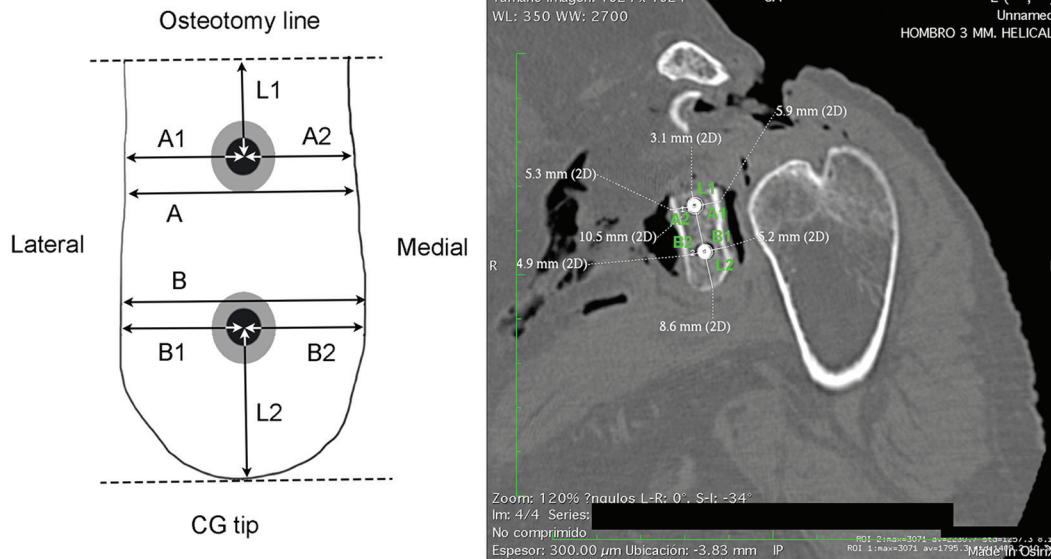 Osteotomy line
L1
A1
A2
A
Lateral
Medial
B
B1
B2
L2
CG tip
WL: 350 WW: 2700
Unnamed
HOMBRO 3 MM. HELICAL
5.9 mm (2D)
3.1 mm (2D)
5.3 mm (2D)
L1
A2
A1
10.5 mm (2D)
B2
B1
5.2 mm (2D)
4.9 mm (2D)
L2
R
8.6 mm (2D)
Zoom: 120% ?ngulos L-R: 0°, S-I: -34°
Im: 4/4 Series:
No comprimido
Espesor: 300.00 µm Ubicación: -3.83 mm
IP
Made In Osiri